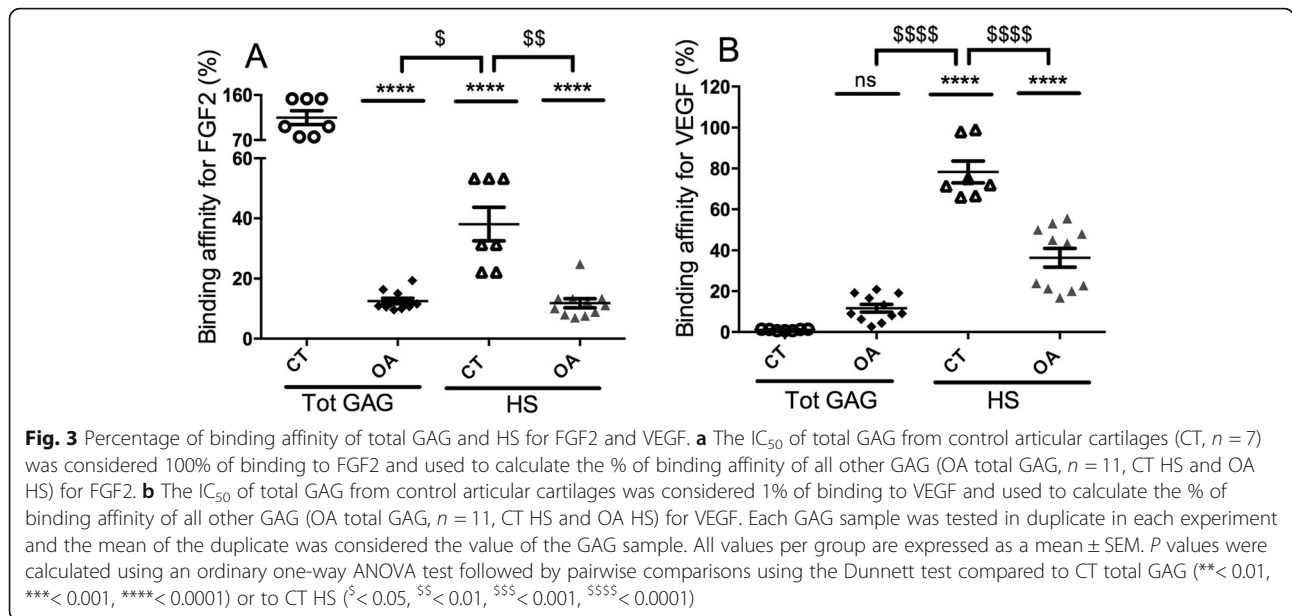 A
$ $$
**** **** ****
Binding affinity for FGF2 (%)
160
70
60
40
20
0
CT OA CT OA
Tot GAG HS
B
$$$$ $$$$
ns **** ****
Binding affinity for VEGF (%)
120
100
80
60
40
20
0
CT OA CT OA
Tot GAG HS
Fig. 3 Percentage of binding affinity of total GAG and HS for FGF2 and VEGF. a The IC50 of total GAG from control articular cartilages (CT, n = 7)
was considered 100% of binding to FGF2 and used to calculate the % of binding affinity of all other GAG (OA total GAG, n = 11, CT HS and OA
HS) for FGF2. b The IC50 of total GAG from control articular cartilages was considered 1% of binding to VEGF and used to calculate the % of
binding affinity of all other GAG (OA total GAG, n = 11, CT HS and OA HS) for VEGF. Each GAG sample was tested in duplicate in each experiment
and the mean of the duplicate was considered the value of the GAG sample. All values per group are expressed as a mean ± SEM. P values were
calculated using an ordinary one-way ANOVA test followed by pairwise comparisons using the Dunnett test compared to CT total GAG (**< 0.01,
***< 0.001, ****< 0.0001) or to CT HS ($< 0.05, $$< 0.01, $$$< 0.001, $$$$< 0.0001)